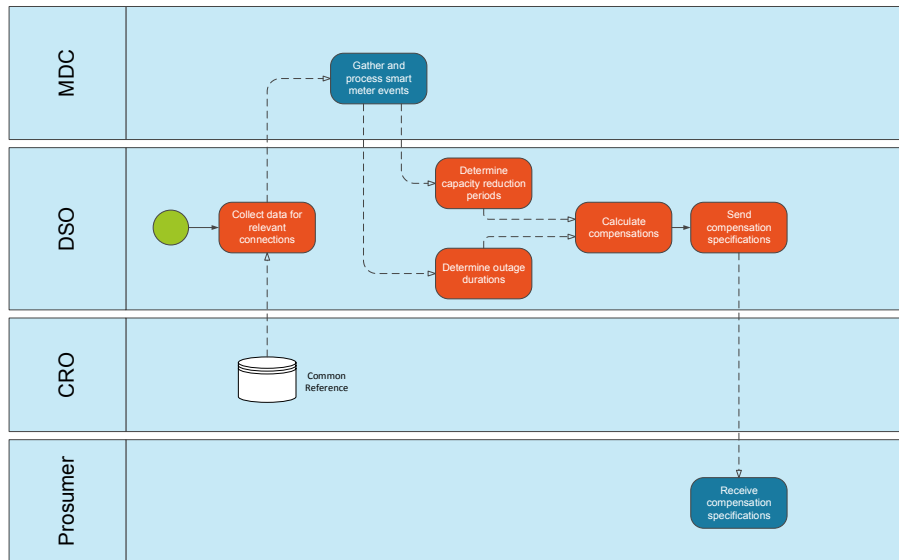 MDC
Gather and
process smart
meter events
DSO
Collect data for
relevant
connections
Determine
capacity reduction
periods
Determine outage
durations
Calculate
compensations
Send
compensation
specifications
CRO
Common
Reference
Prosumer
Receive
compensation
specifications